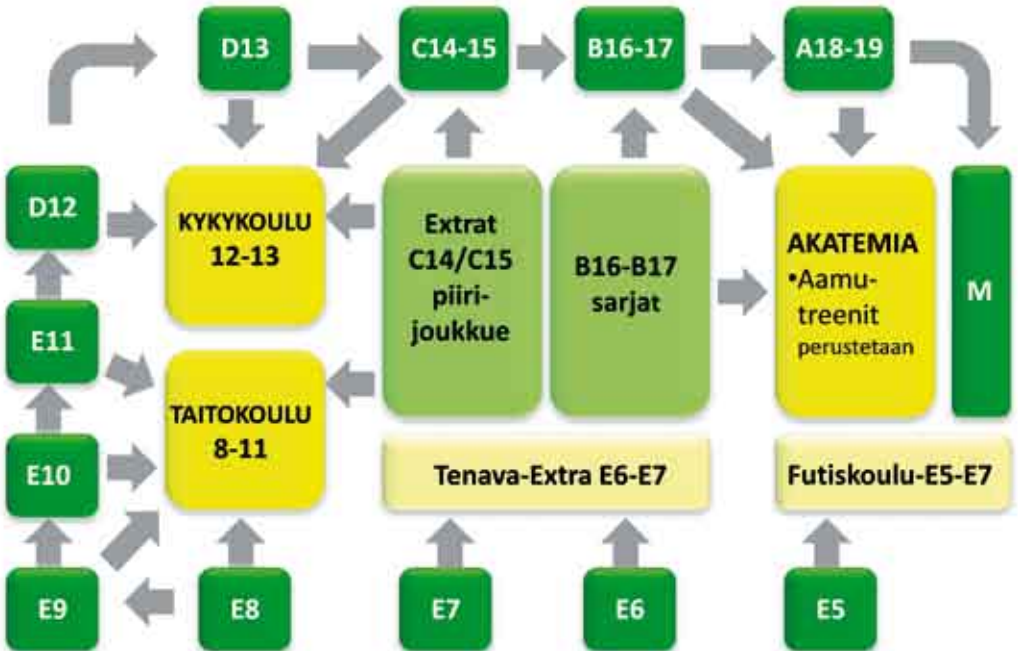 D13
C14-15
B16-17
A18-19
D12
KYKYKOULU
12-13
Extrat
C14/C15
piiri-
joukkue
B16-B17
sarjat
AKATEMIA
•Aamu-
treenit
perustetaan
M
E11
TAITOKOULU
8-11
E10
Tenava-Extra E6-E7
Futiskoulu-E5-E7
E9
E8
E7
E6
E5